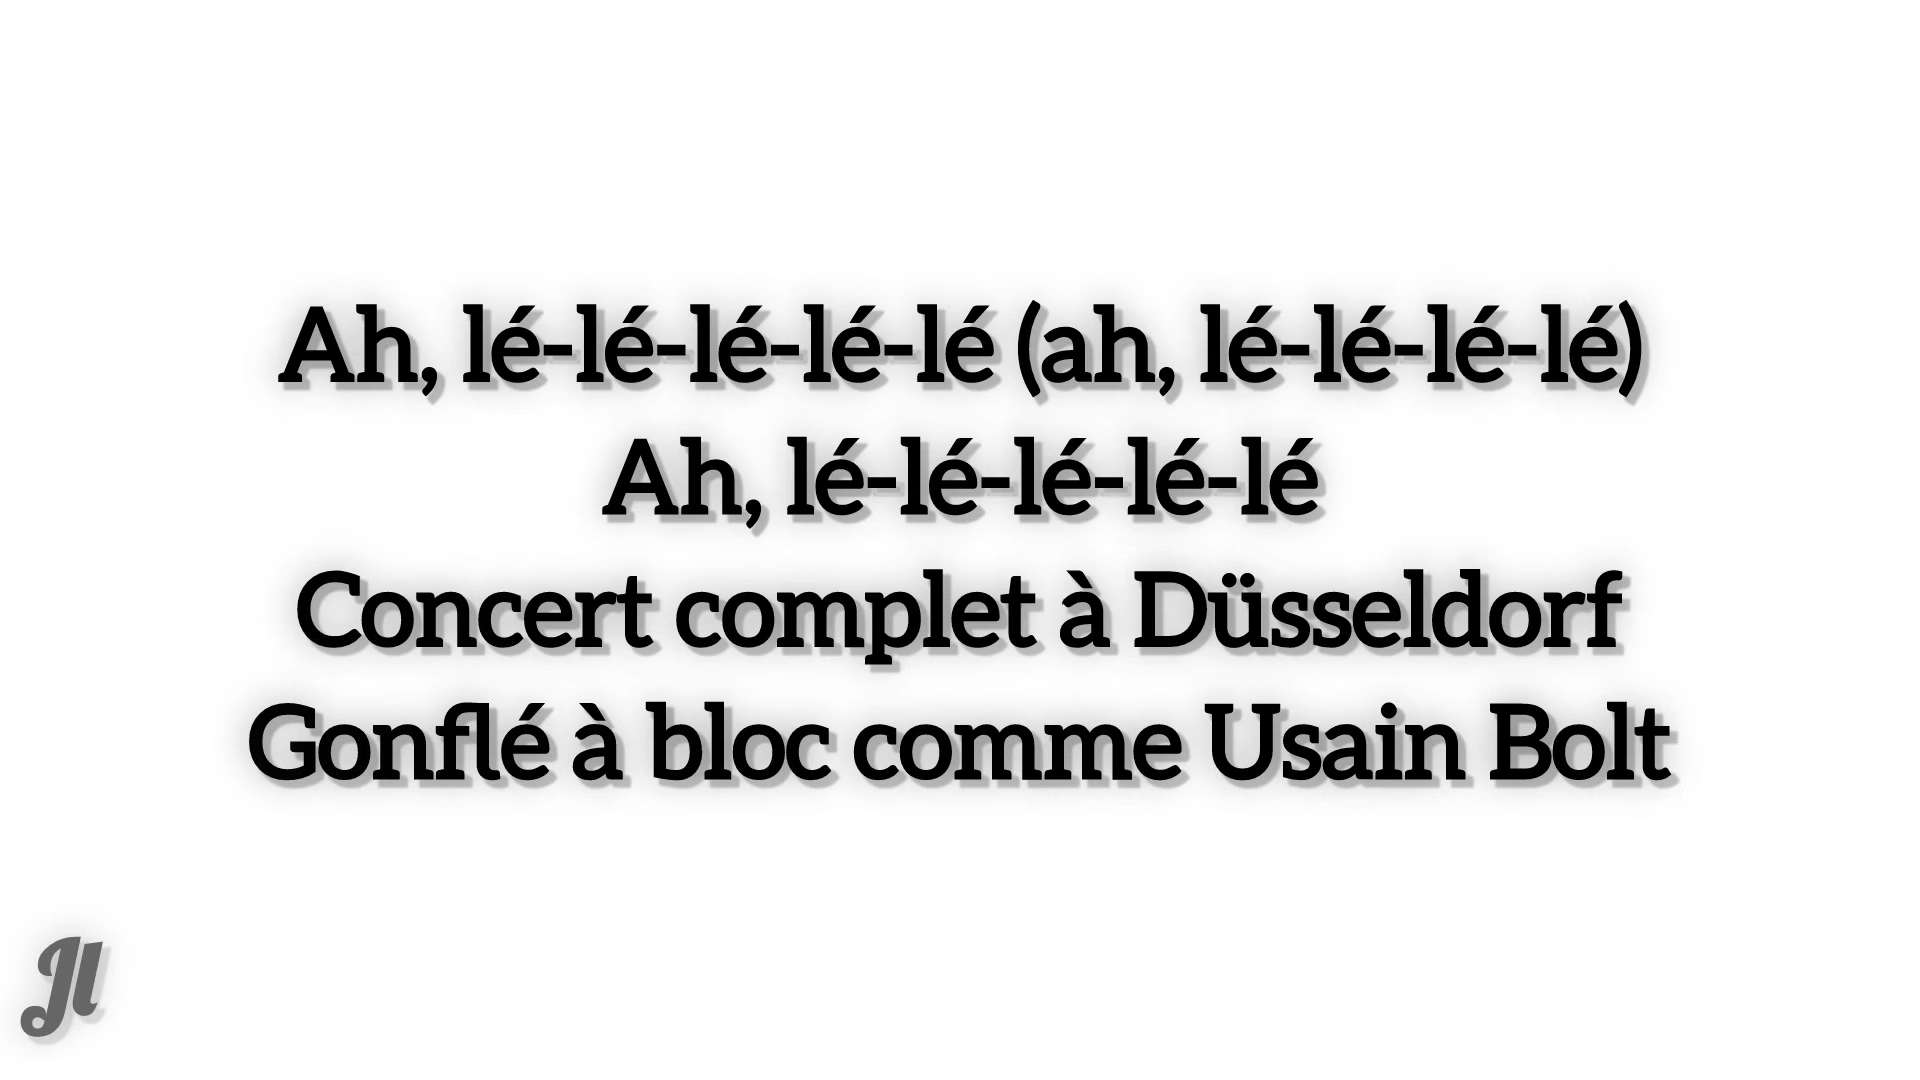 Ah, lé-lé-lé-lé-lé (ah, lé-lé-lé-lé)
Ah, lé-lé-lé-lé-lé
Concert complet à Düsseldorf
Gonflé à bloc comme Usain Bolt
Jl